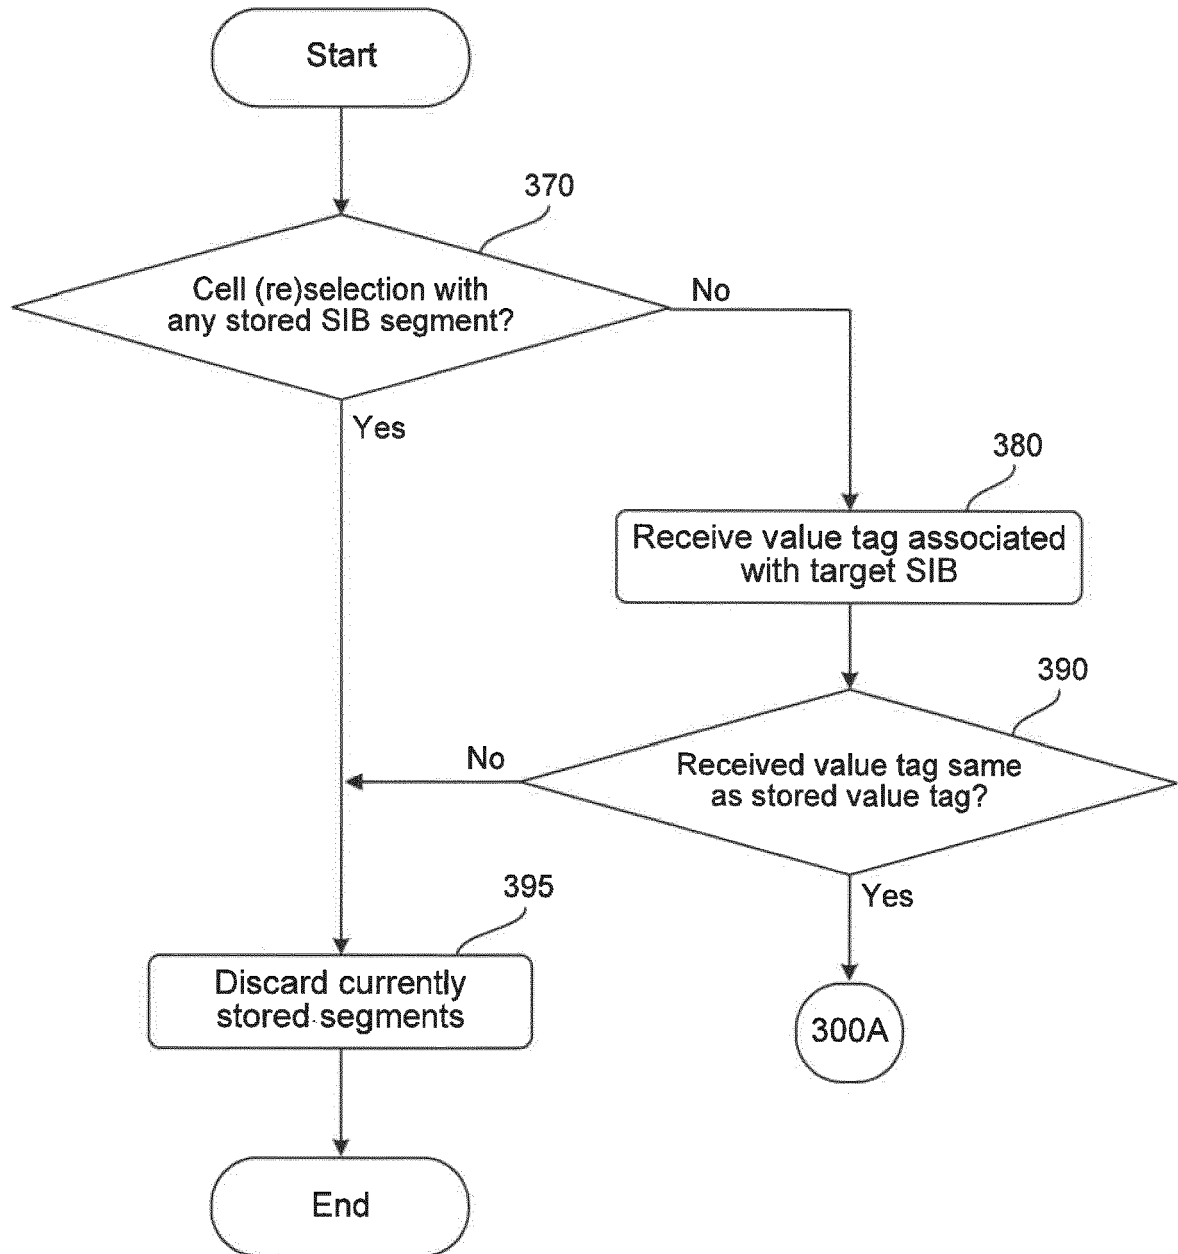 Start
370
Cell (re)selection with
any stored SIB segment?
No
Yes
380
Receive value tag associated
with target SIB
390
Received value tag same
as stored value tag?
No
Yes
395
Discard currently
stored segments
300A
End